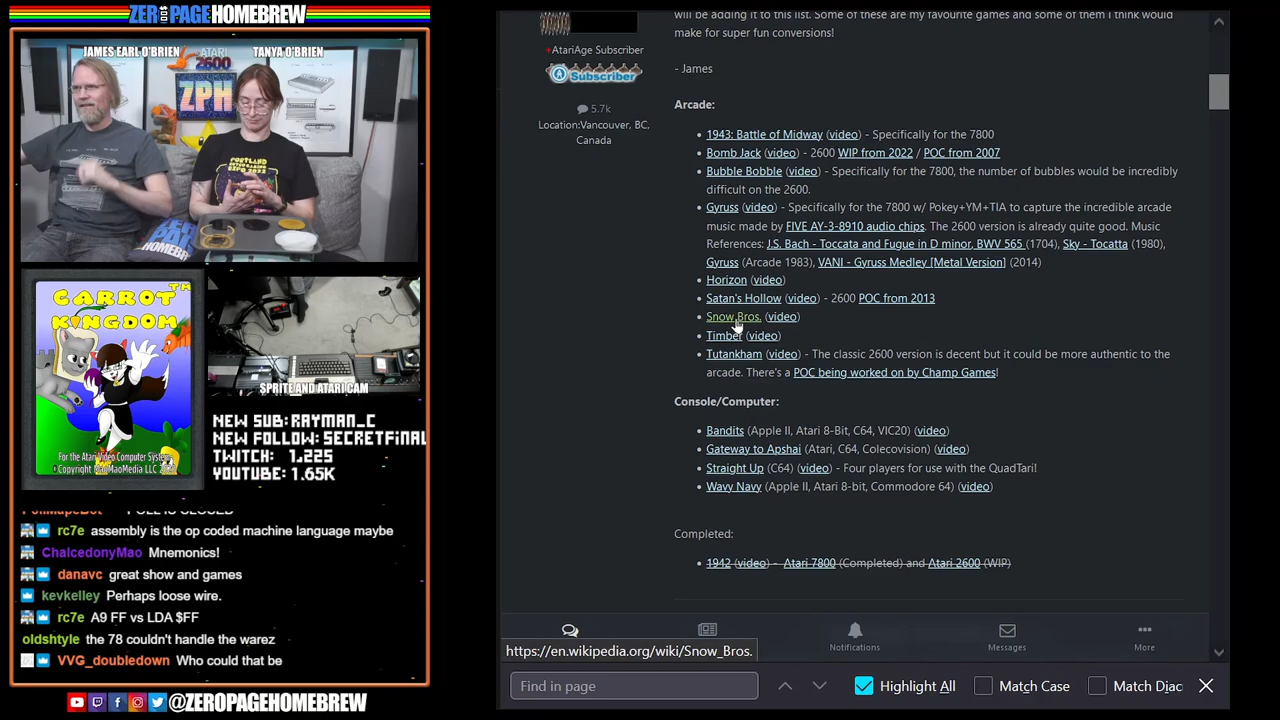 ZERO PAGE HOMEBREW
JAMES EARL O'BRIEN
ATARI 2600
TANYA O'BRIEN
ZPH
PORTLAND
EXPO 2022
CARROT KINGDOM™
For the Atari Video Computer System
SPRITE AND ATARI CAM
NEW SUB: RAYMAN_C
NEW FOLLOW: SECRETFINAL
TWITCH: 1,225
YOUTUBE: 1.65K
rc7e assembly is the op coded machine language maybe
ChalcedonyMao Mnemonics!
danavc great show and games
kevkelley Perhaps loose wire.
rc7e A9 FF vs LDA $FF
oldshtyle the 78 couldn't handle the warez
VVG_doubledown Who could that be
@ZEROPAGEHOMEBREW
will be adding it to this list. Some of these are my favourite games and some of them I think would
make for super fun conversions!
+AtariAge Subscriber
Subscriber
5.7k
Location:Vancouver, BC,
Canada
- James
Arcade:
1943: Battle of Midway (video) - Specifically for the 7800
Bomb Jack (video) - 2600 WIP from 2022 / POC from 2007
Bubble Bobble (video) - Specifically for the 7800, the number of bubbles would be incredibly
difficult on the 2600.
Gyruss (video) - Specifically for the 7800 w/ Pokey+YM+TIA to capture the incredible arcade
music made by FIVE AY-3-8910 audio chips. The 2600 version is already quite good. Music
References: J.S. Bach - Toccata and Fugue in D minor, BWV 565 (1704), Sky - Tocatta (1980),
Gyruss (Arcade 1983), VANI - Gyruss Medley [Metal Version] (2014)
Horizon (video)
Satan's Hollow (video) - 2600 POC from 2013
Snow Bros. (video)
Timber (video)
Tutankham (video) - The classic 2600 version is decent but it could be more authentic to the
arcade. There's a POC being worked on by Champ Games!
Console/Computer:
Bandits (Apple II, Atari 8-Bit, C64, VIC20) (video)
Gateway to Apshai (Atari, C64, Colecovision) (video)
Straight Up (C64) (video) - Four players for use with the QuadTari!
Wavy Navy (Apple II, Atari 8-bit, Commodore 64) (video)
Completed:
1942 (video) - Atari 7800 (Completed) and Atari 2600 (WIP)
Notifications
Messages
More
https://en.wikipedia.org/wiki/Snow_Bros.
Find in page
Highlight All
Match Case
Match Diac